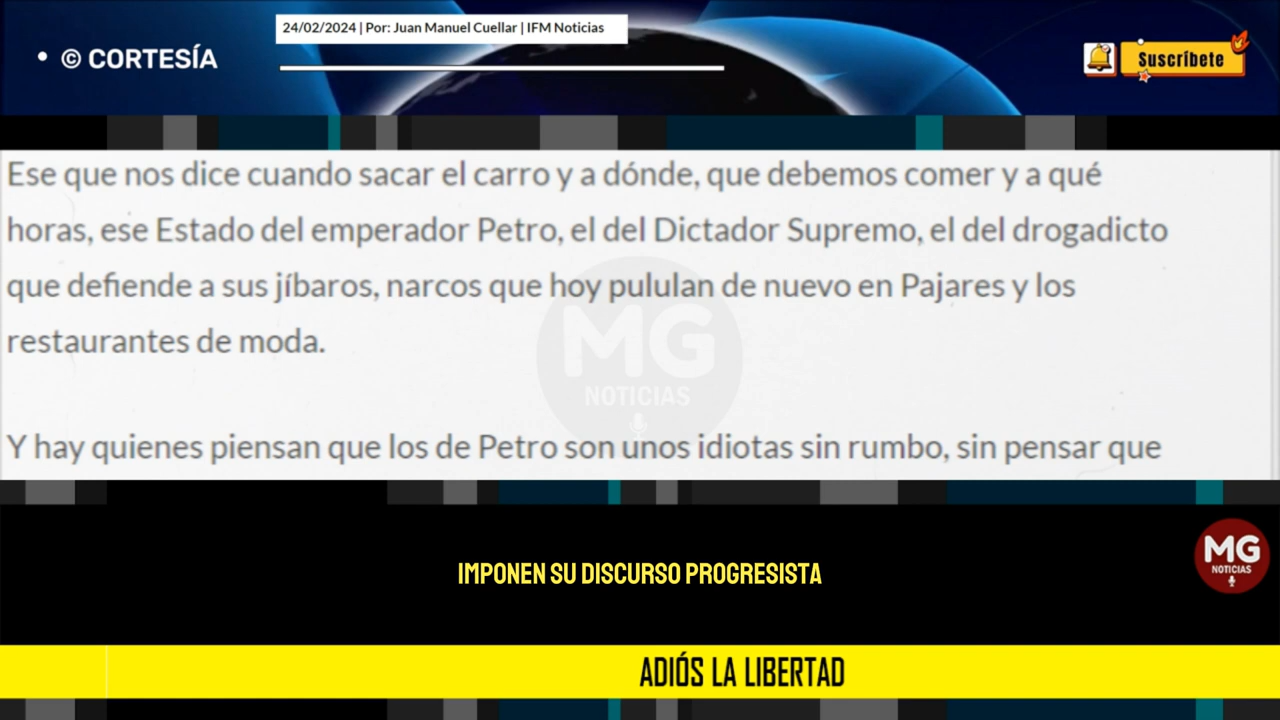 24/02/2024 | Por: Juan Manuel Cuellar | IFM Noticias
• © CORTESÍA
Suscríbete
Ese que nos dice cuando sacar el carro y a dónde, que debemos comer y a qué
horas, ese Estado del emperador Petro, el del Dictador Supremo, el del drogadicto
que defiende a sus jíbaros, narcos que hoy pululan de nuevo en Pajares y los
restaurantes de moda.
MG
NOTICIAS
Y hay quienes piensan que los de Petro son unos idiotas sin rumbo, sin pensar que
MG
NOTICIAS
IMPONEN SU DISCURSO PROGRESISTA
ADIÓS LA LIBERTAD